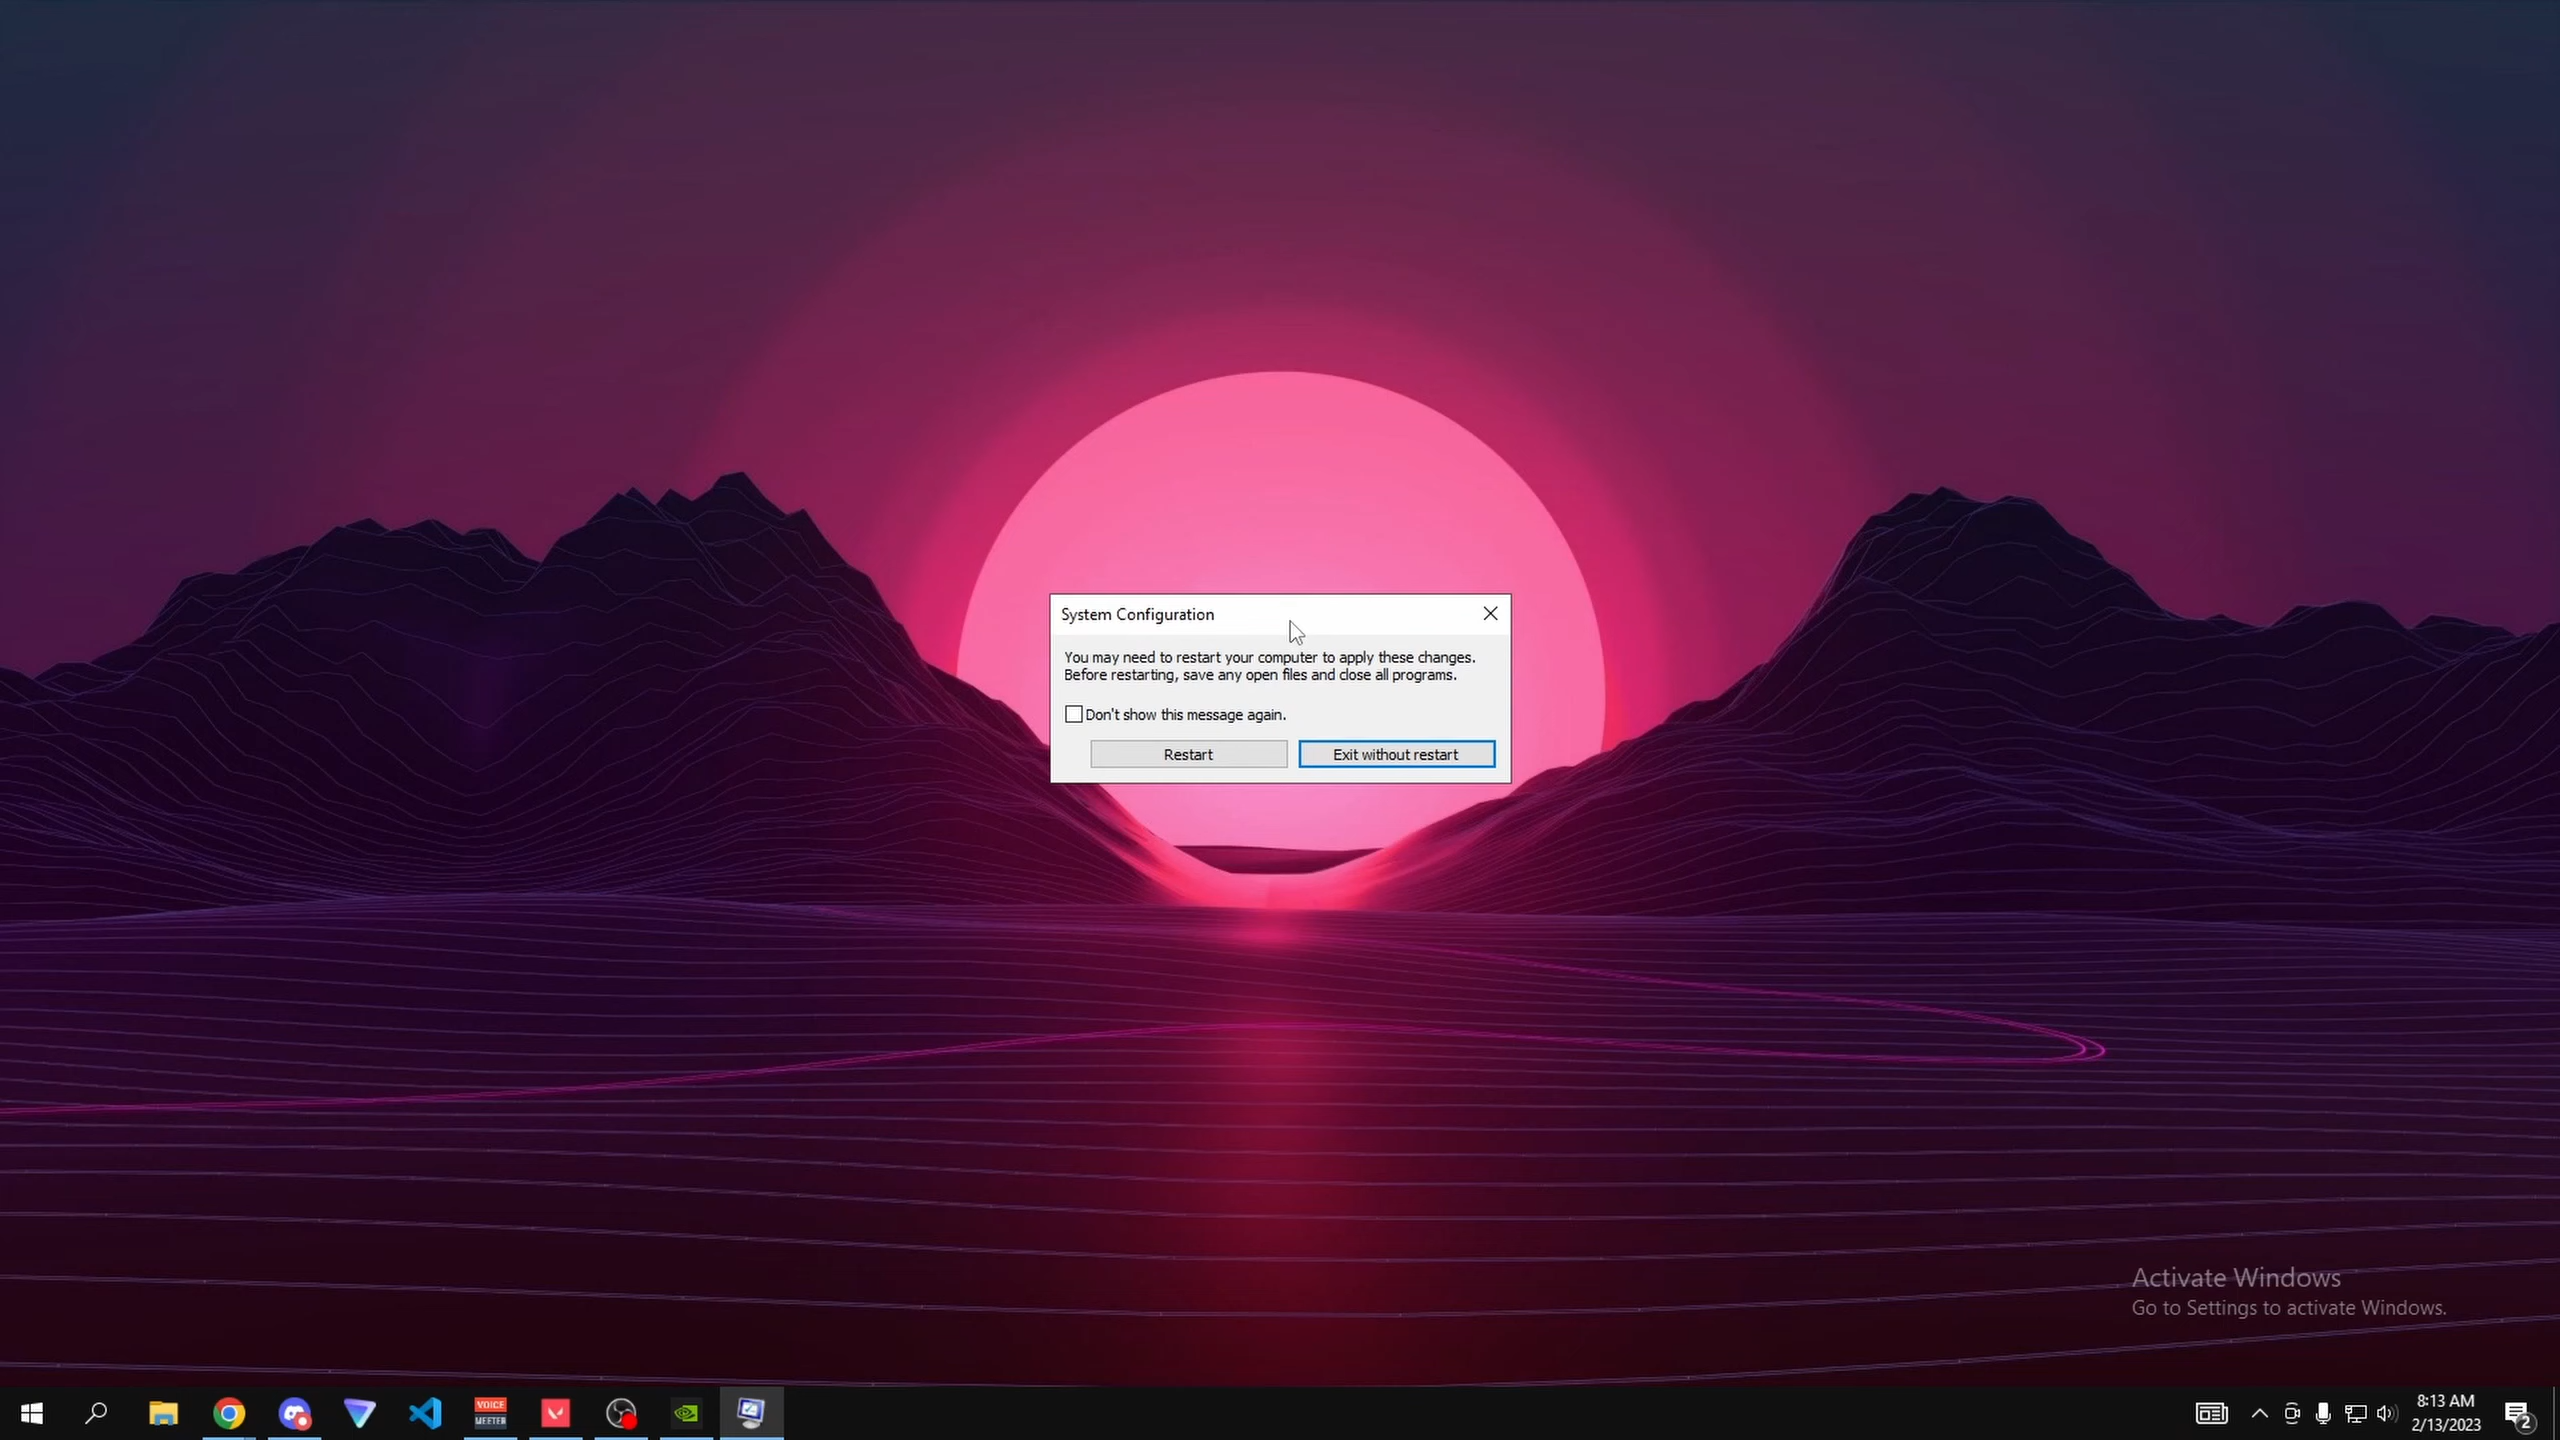 System Configuration
You may need to restart your computer to apply these changes.
Before restarting, save any open files and close all programs.
Don't show this message again.
Restart
Exit without restart
Activate Windows
Go to Settings to activate Windows.
VOICE
MEETER
8:13 AM
2/13/2023
2